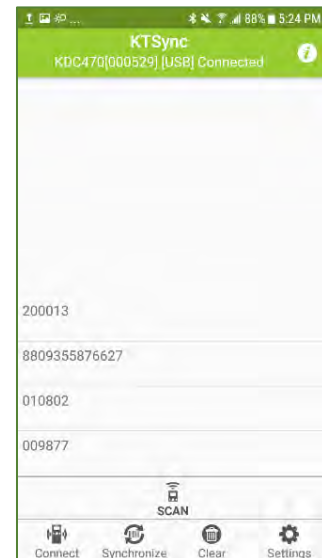 88% 5:24 PM
KTSync
KDC470[000529] [USB] Connected
200013
8809355876627
010802
009877
SCAN
Connect Synchronize Clear Settings